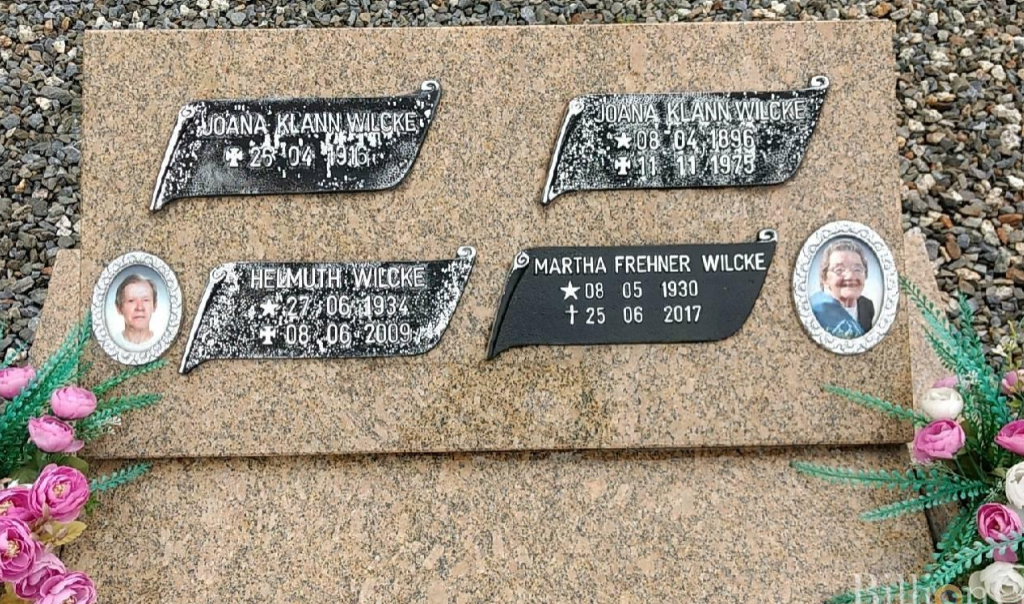 JOANA KLANN WILCKE
✠ 25 04 1916
JOANA KLANN WILCKE
★ 08 04 1896
✠ 11 11 1975
HELMUTH WILCKE
★ 27 06 1934
✠ 08 06 2009
MARTHA FREHNER WILCKE
★ 08 05 1930
† 25 06 2017